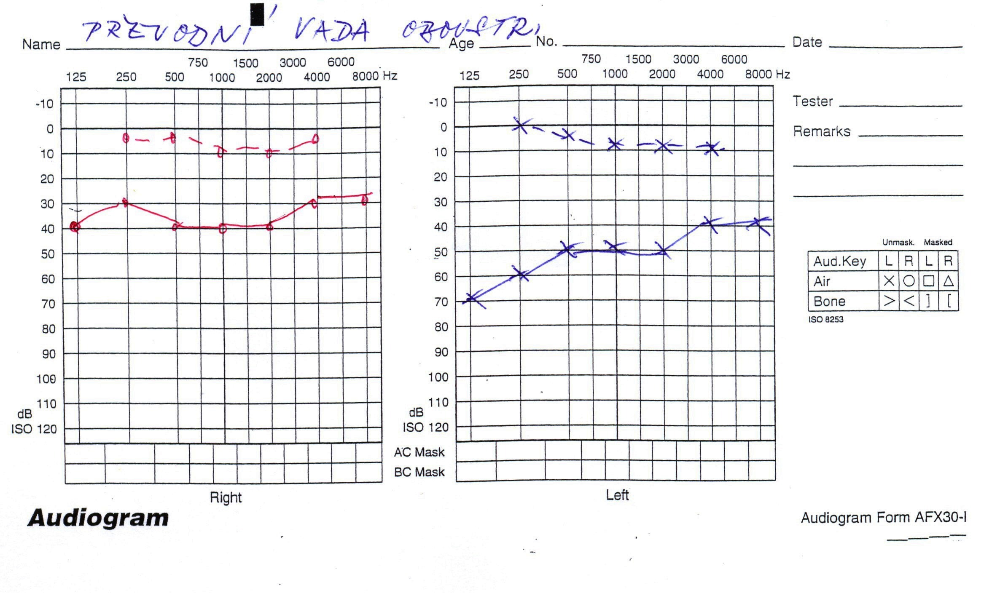 PŘEVODNÍ VADA OBOUSTR.
Name Age No. Date
750 1500 3000 6000
125 250 500 1000 2000 4000 8000 Hz
750 1500 3000 6000
125 250 500 1000 2000 4000 8000 Hz
-10
0
10
20
30
40
50
60
70
80
90
100
110
dB
ISO 120
-10
0
10
20
30
40
50
60
70
80
90
100
110
dB
ISO 120
AC Mask
BC Mask
Right
Left
Tester
Remarks
Unmask. Masked
Aud.Key L R L R
Air X O □ △
Bone > < ] [
ISO 8253
Audiogram
Audiogram Form AFX30-I